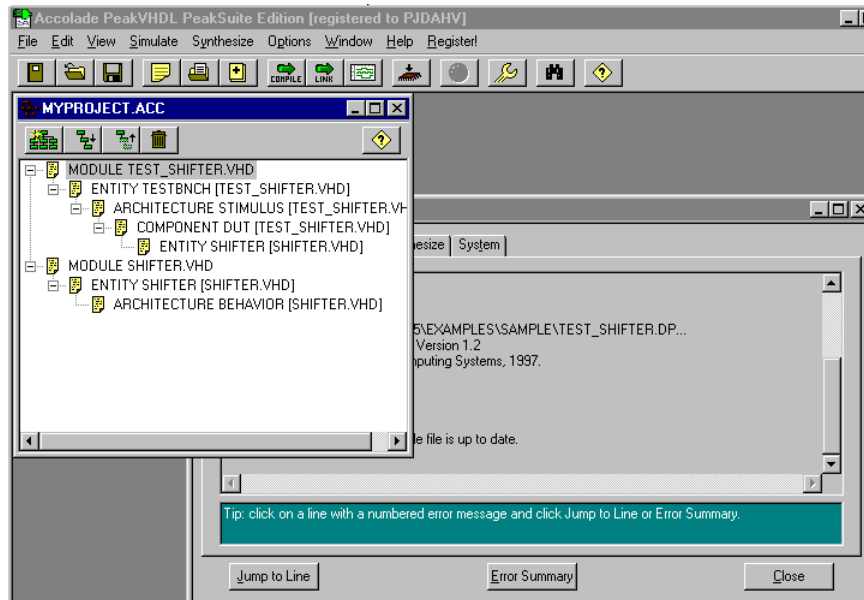 Accolade PeakVHDL PeakSuite Edition [registered to PJDAHV]
File Edit View Simulate Synthesize Options Window Help Register!
COMPILE LINK
MYPROJECT.ACC
MODULE TEST_SHIFTER.VHD
ENTITY TESTBNCH [TEST_SHIFTER.VHD]
ARCHITECTURE STIMULUS [TEST_SHIFTER.VH
COMPONENT DUT [TEST_SHIFTER.VHD]
ENTITY SHIFTER [SHIFTER.VHD]
MODULE SHIFTER.VHD
ENTITY SHIFTER [SHIFTER.VHD]
ARCHITECTURE BEHAVIOR [SHIFTER.VHD]
esize System
5\EXAMPLES\SAMPLE\TEST_SHIFTER.DP...
Version 1.2
nputing Systems, 1997.
le file is up to date.
Tip: click on a line with a numbered error message and click Jump to Line or Error Summary.
Jump to Line Error Summary Close